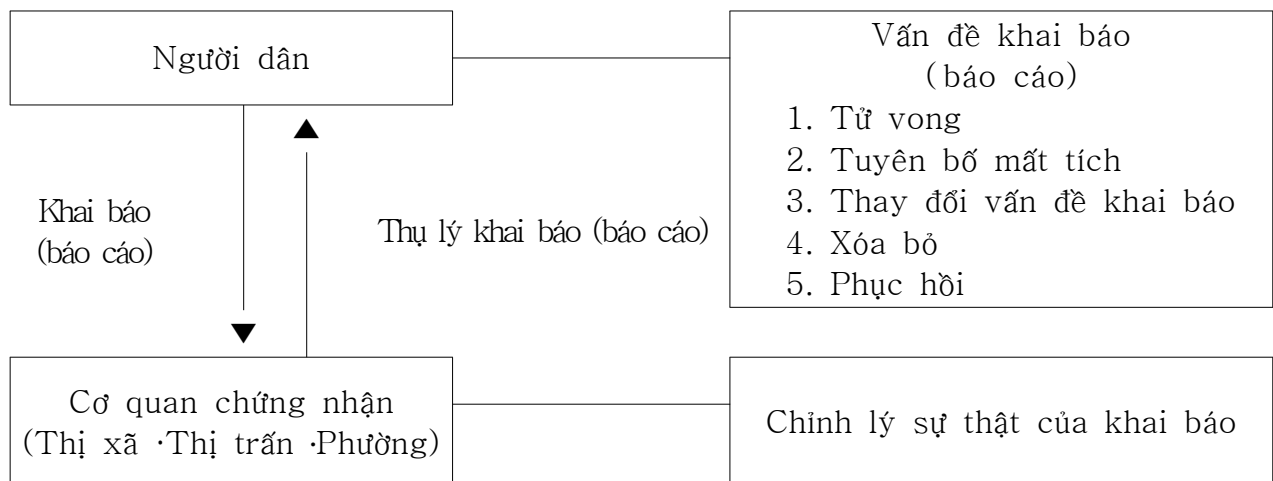 Người dân
Vấn đề khai báo
(báo cáo)
1. Tử vong
2. Tuyên bố mất tích
3. Thay đổi vấn đề khai báo
4. Xóa bỏ
5. Phục hồi
Khai báo
(báo cáo)
Thụ lý khai báo (báo cáo)
Cơ quan chứng nhận
(Thị xã ·Thị trấn ·Phường)
Chỉnh lý sự thật của khai báo